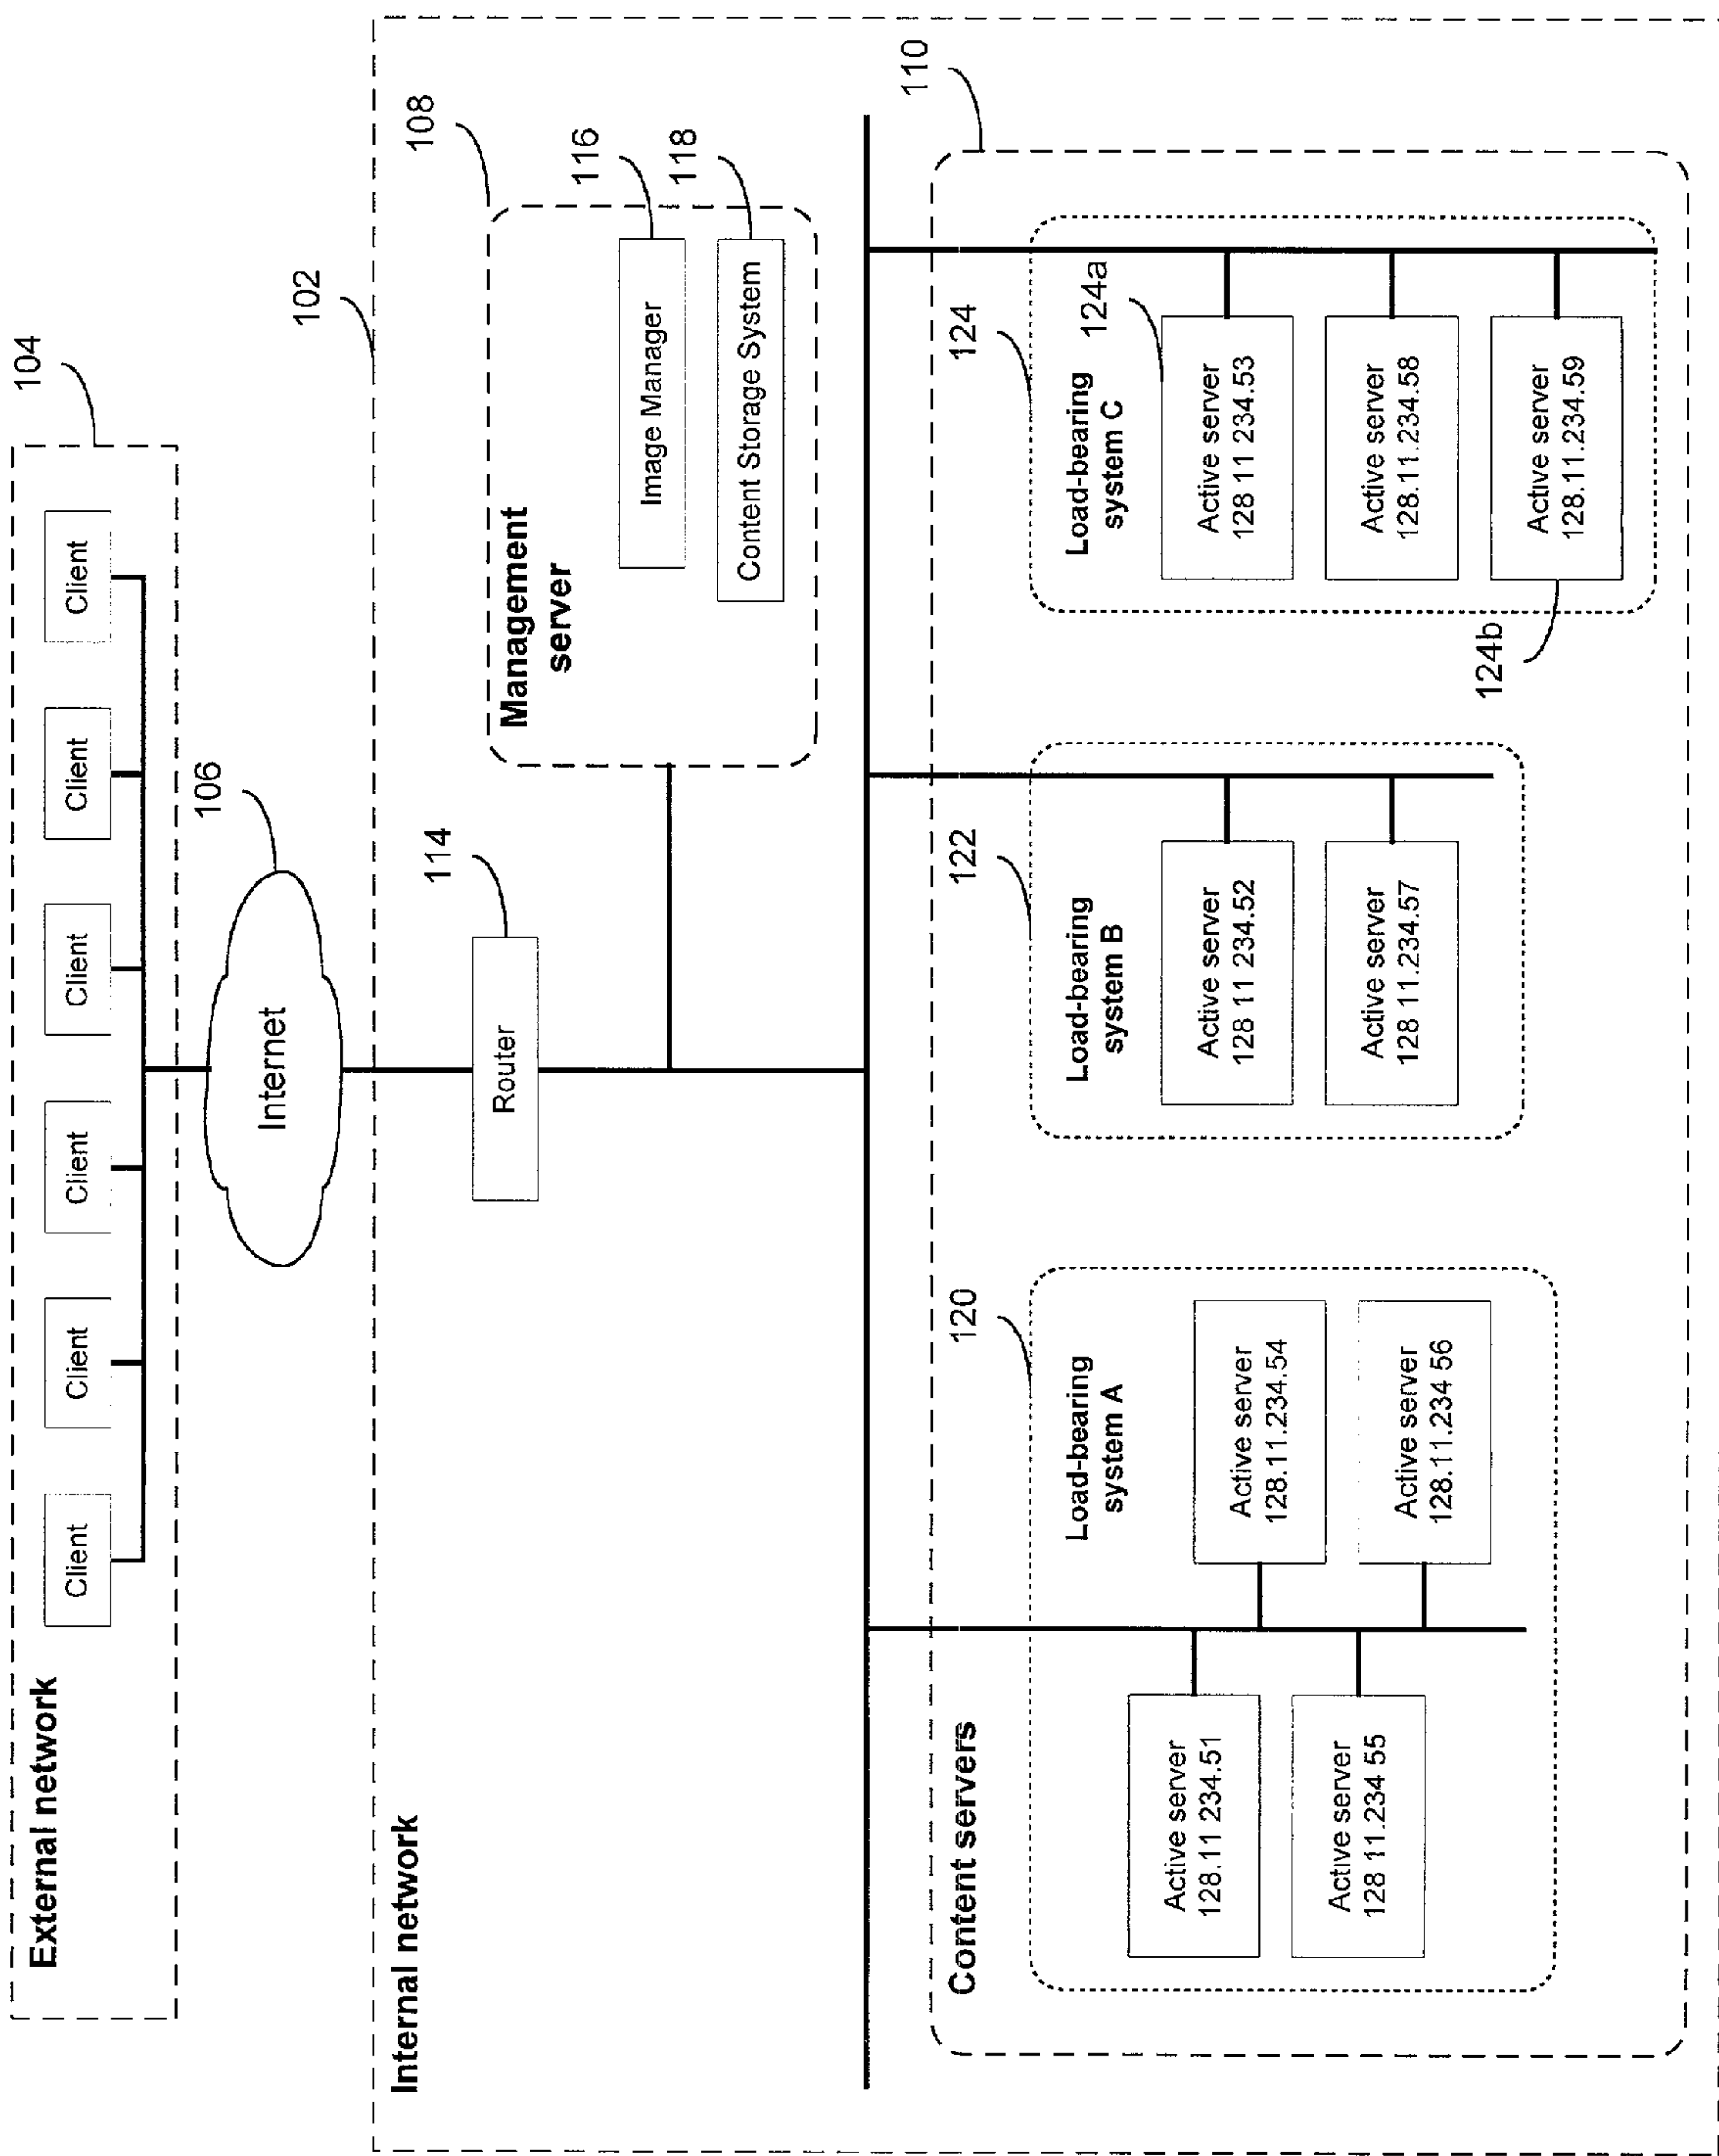 104
External network
Client
Client
Client
Client
Client
Client
106
Internet
102
Internal network
114
Router
108
Management
server
116
Image Manager
118
Content Storage System
110
Content servers
120
Load-bearing
system A
Active server
128.11 234.51
Active server
128 11.234 55
Active server
128.11.234.54
Active server
128.11.234 56
122
Load-bearing
system B
Active server
128 11 234.52
Active server
128 11.234.57
124
Load-bearing
system C
124a
Active server
128 11 234.53
Active server
128.11.234.58
Active server
128.11.234.59
124b